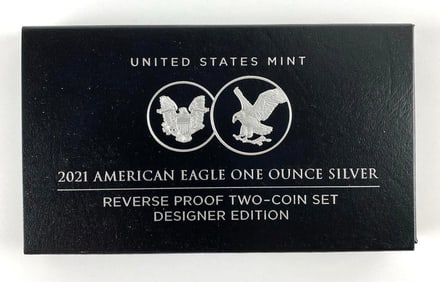 UNITED STATES MINT
2021 AMERICAN EAGLE ONE OUNCE SILVER
REVERSE PROOF TWO-COIN SET
DESIGNER EDITION